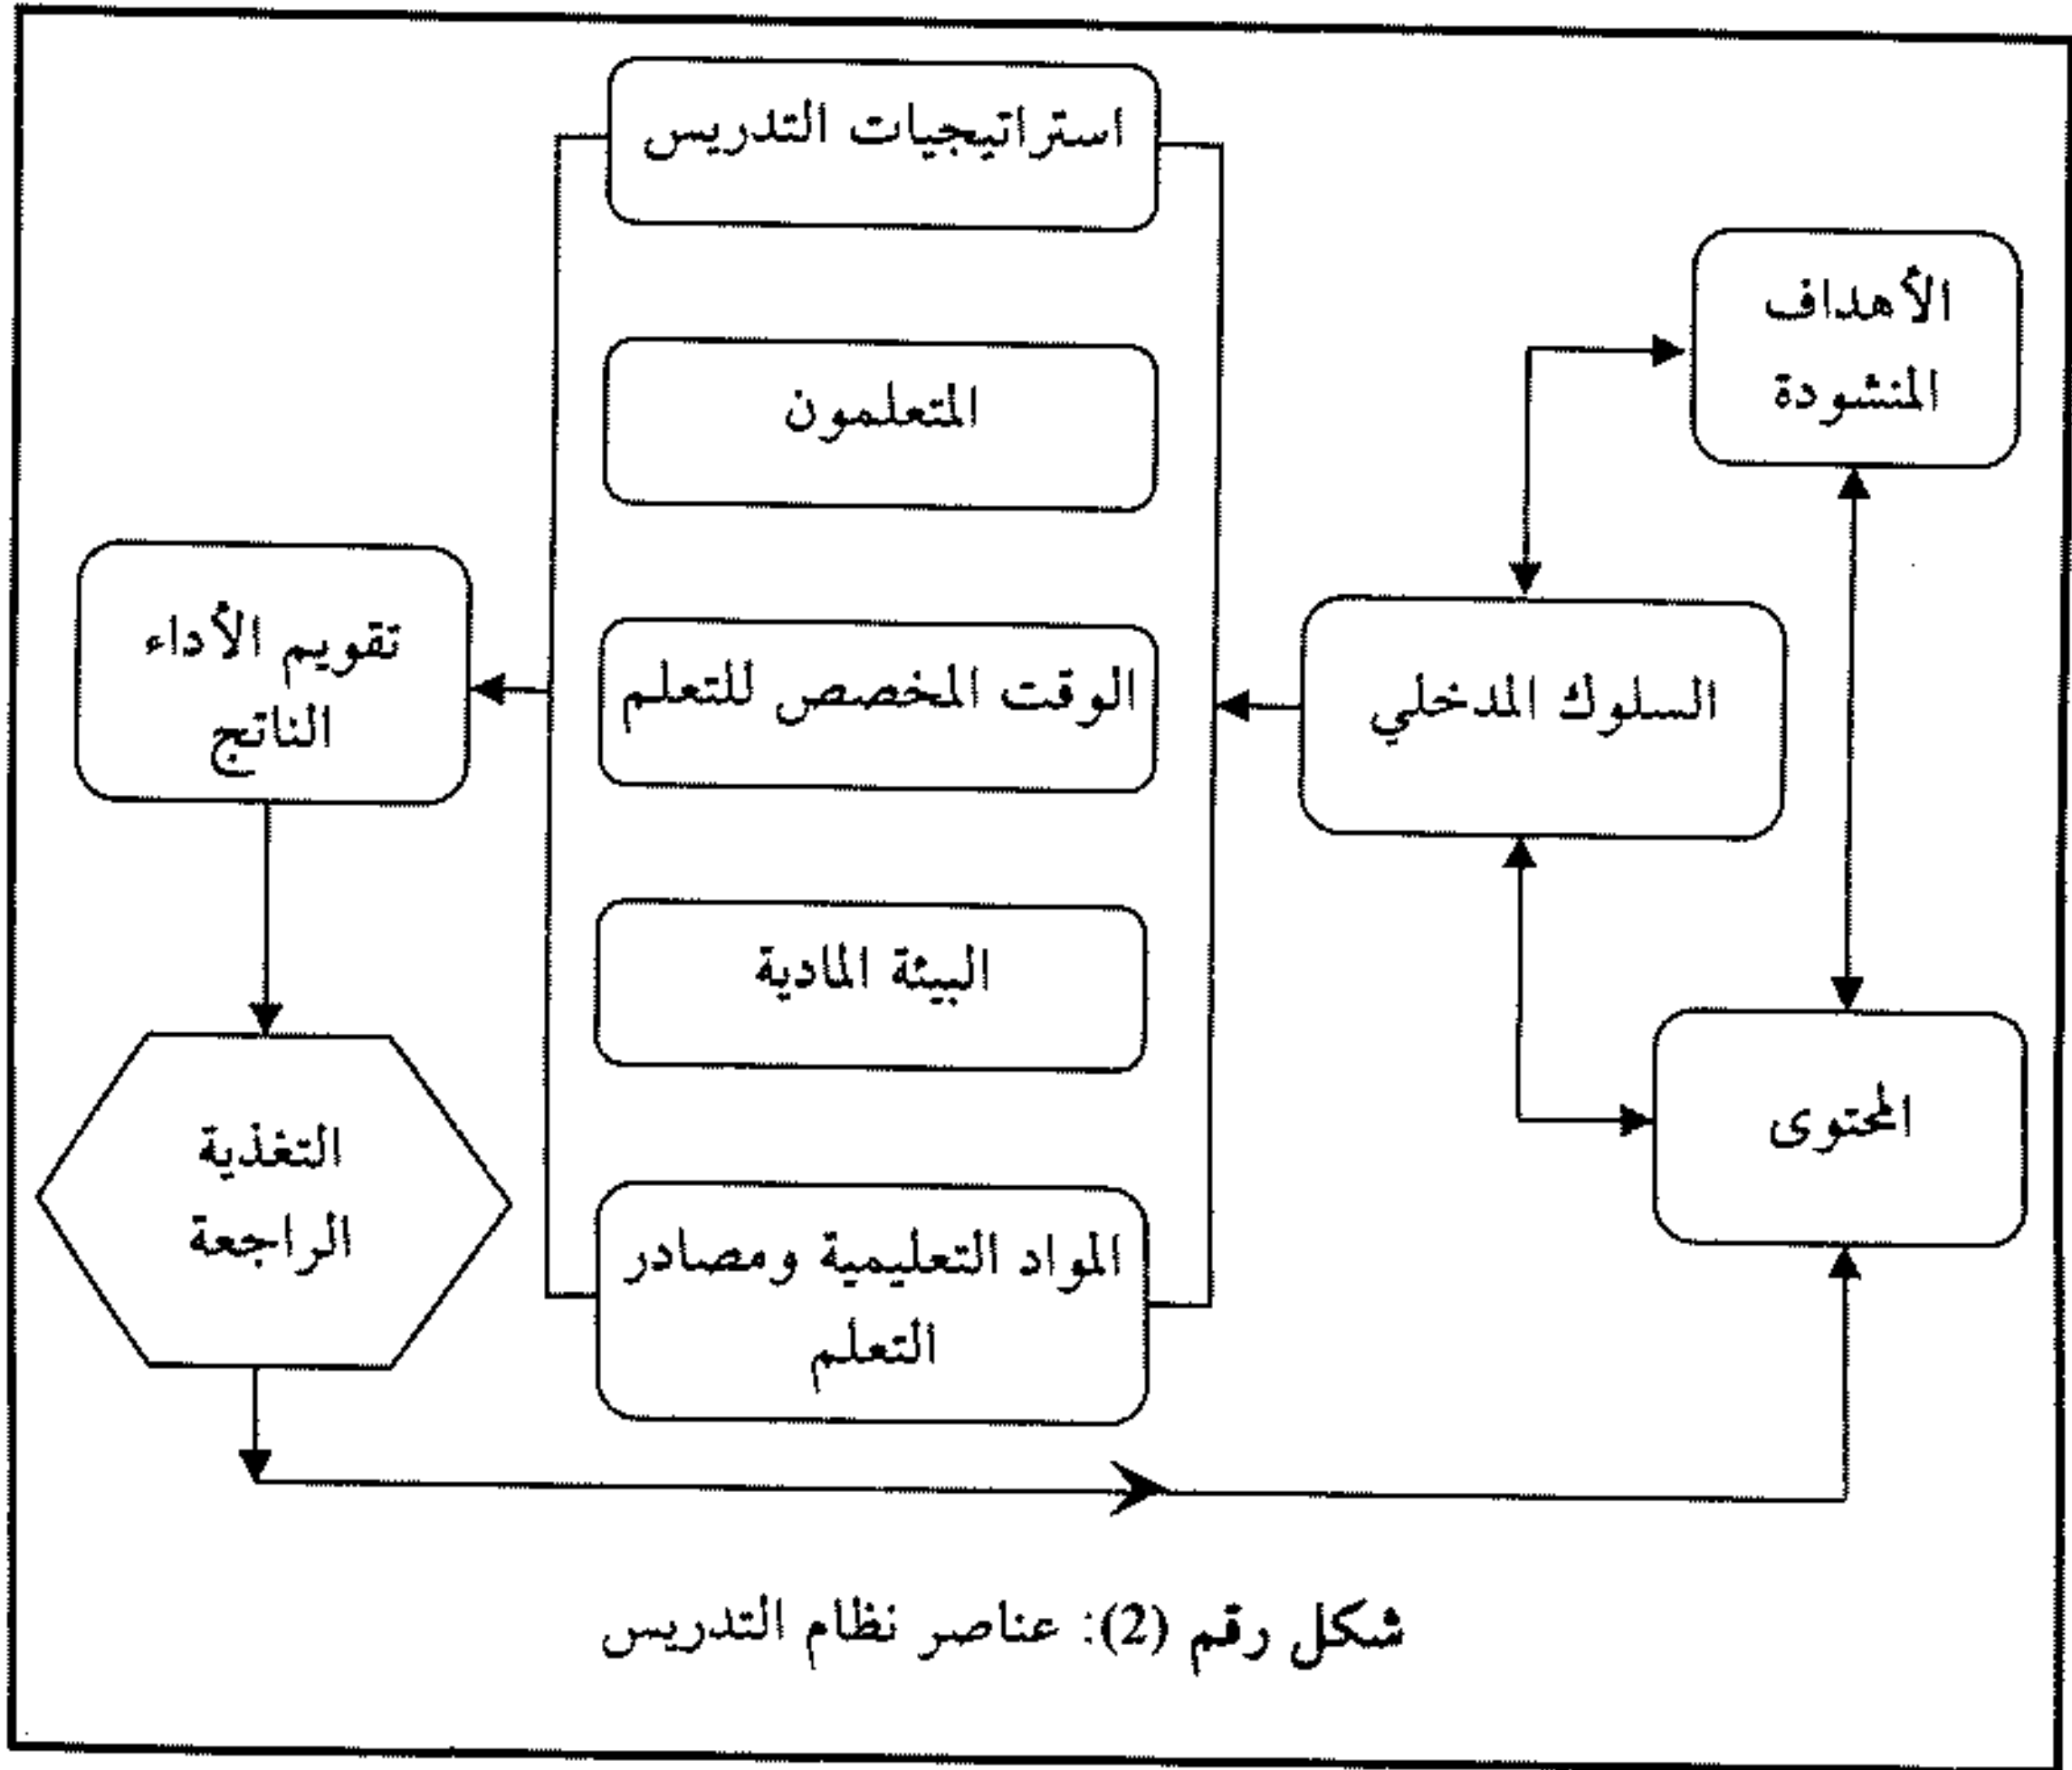 الأهداف
المنشودة
السلوك المدخلي
المحتوى
استراتيجيات التدريس
المتعلمون
الوقت المخصص للتعلم
البيئة المادية
المواد التعليمية ومصادر
التعلم
تقويم الأداء
الناتج
التغذية
الراجعة
شكل رقم (2): عناصر نظام التدريس